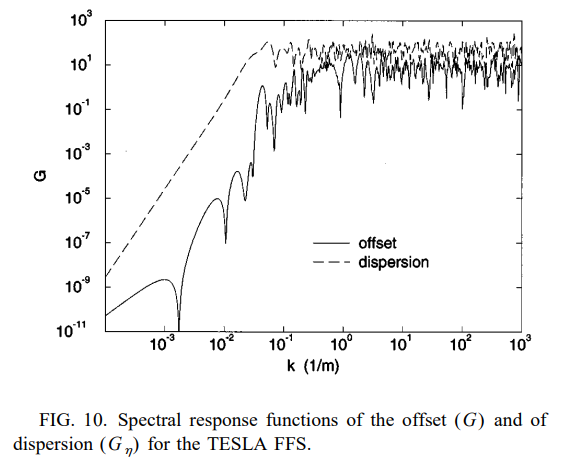 10^3
10^1
10^-1
10^-3
10^-5
10^-7
10^-9
10^-11
G
offset
dispersion
10^-3 10^-2 10^-1 10^0 10^1 10^2 10^3
k (1/m)
FIG. 10. Spectral response functions of the offset (G) and of
dispersion (G_η) for the TESLA FFS.